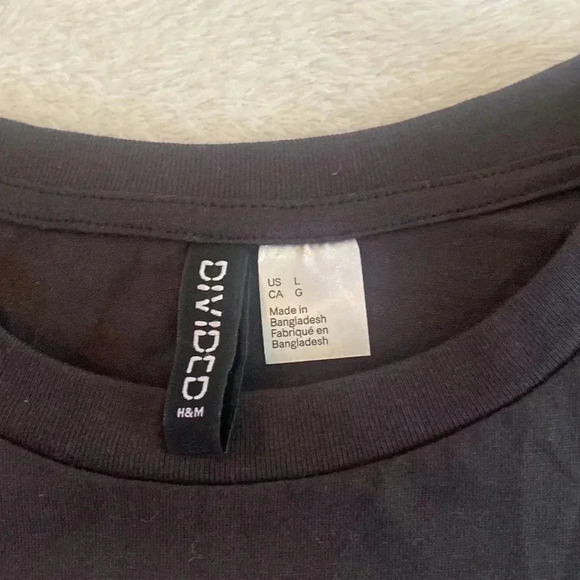 DIVIDED
H&M
US L
CA G
Made in
Bangladesh
Fabriqué en
Bangladesh